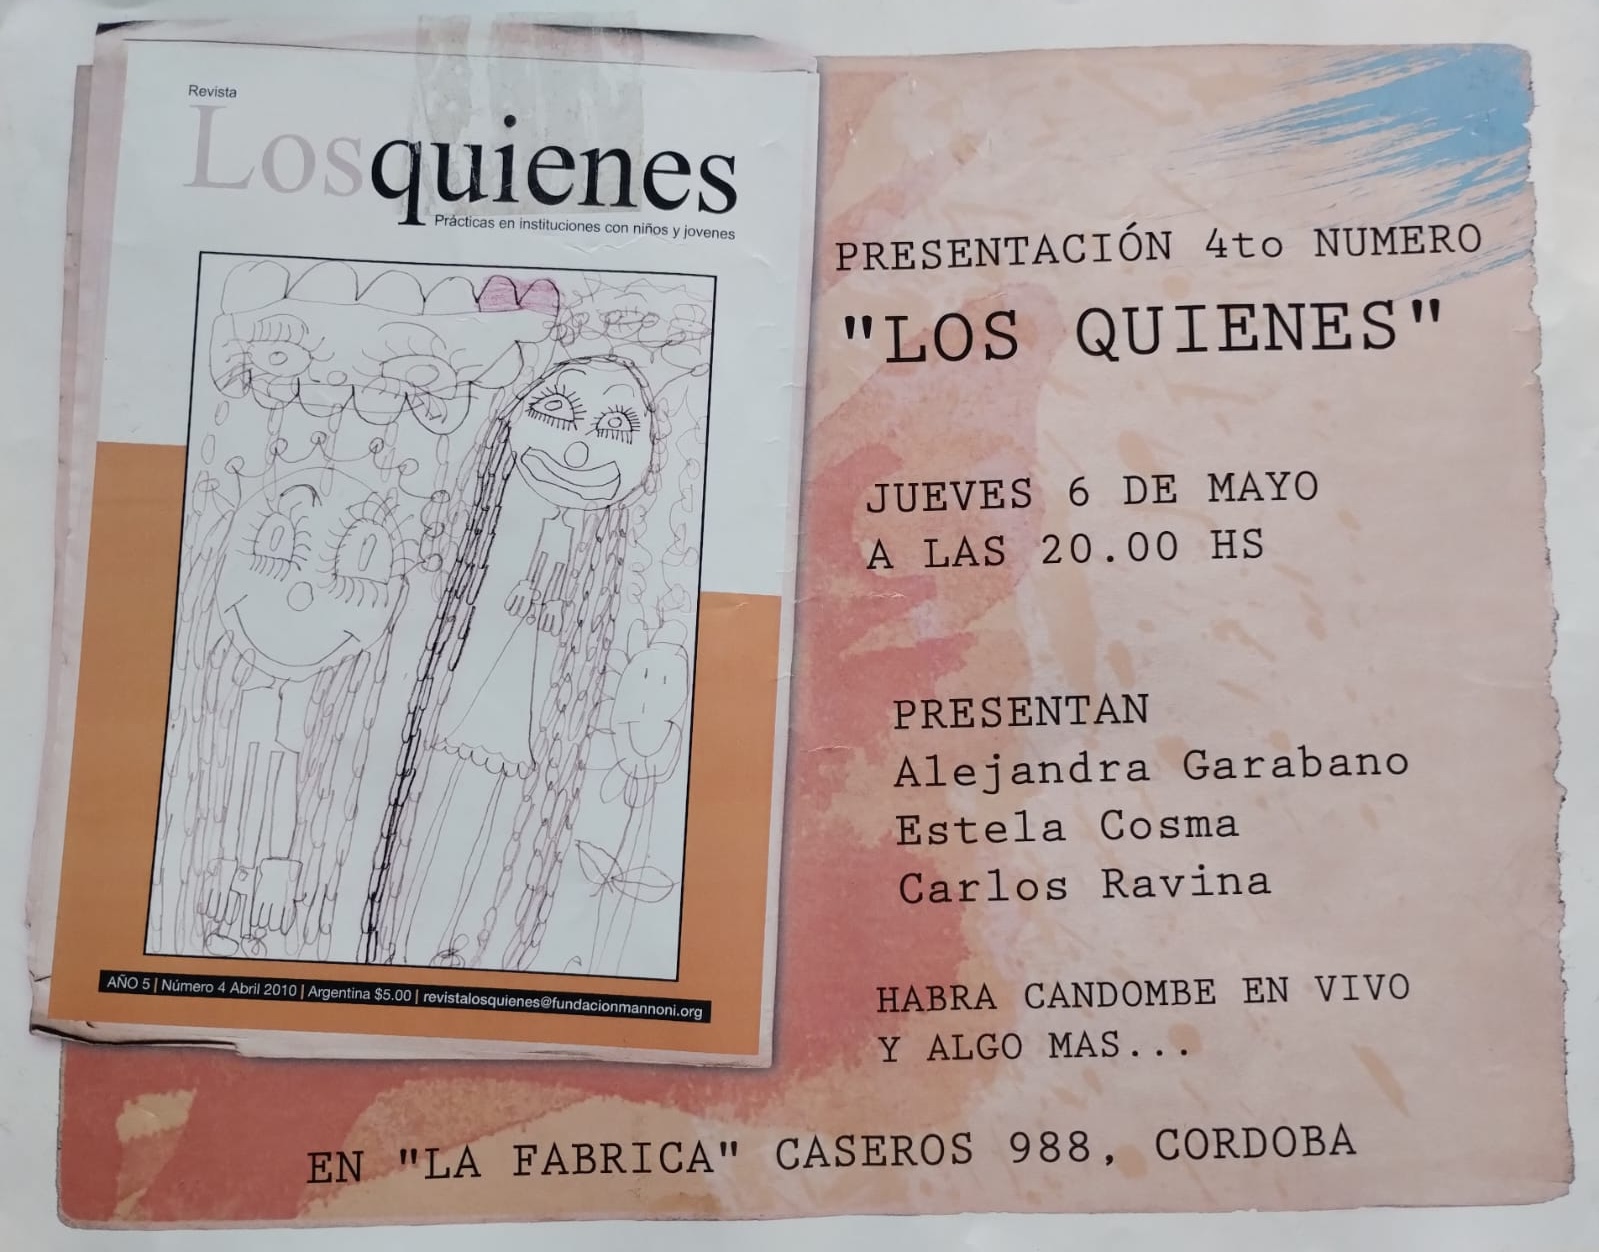 Revista
Losquienes
Prácticas en instituciones con niños y jovenes
AÑO 5 | Número 4 Abril 2010 | Argentina $5.00 | revistalosquienes@fundacionmannoni.org
PRESENTACIÓN 4to NUMERO
"LOS QUIENES"
JUEVES 6 DE MAYO
A LAS 20.00 HS
PRESENTAN
Alejandra Garabano
Estela Cosma
Carlos Ravina
HABRA CANDOMBE EN VIVO
Y ALGO MAS...
EN "LA FABRICA" CASEROS 988, CORDOBA